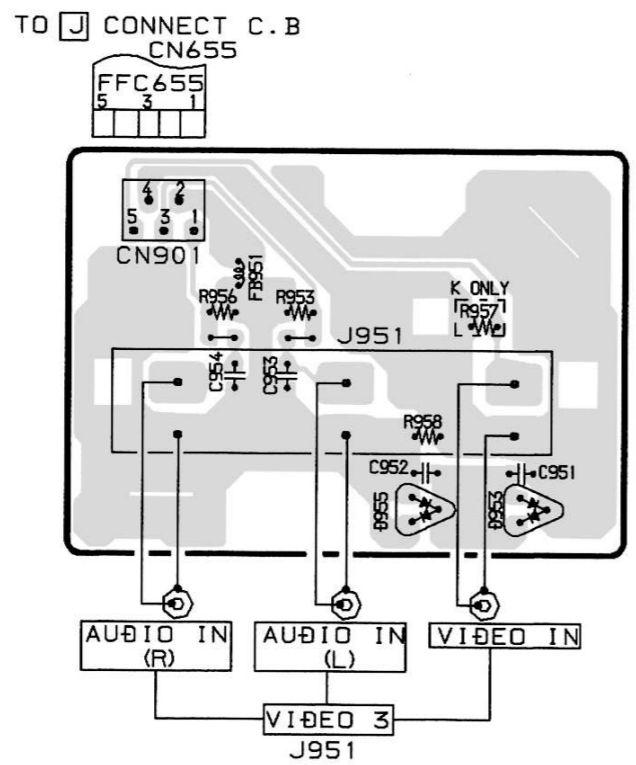 TO J CONNECT C.B
CN655
FFC655
5 3 1
4 2
5 3 1
CN901
FB951
R956
R953
K ONLY
R957
J951
C954
C953
R958
C952
C951
D955
D953
AUDIO IN
(R)
AUDIO IN
(L)
VIDEO IN
VIDEO 3
J951